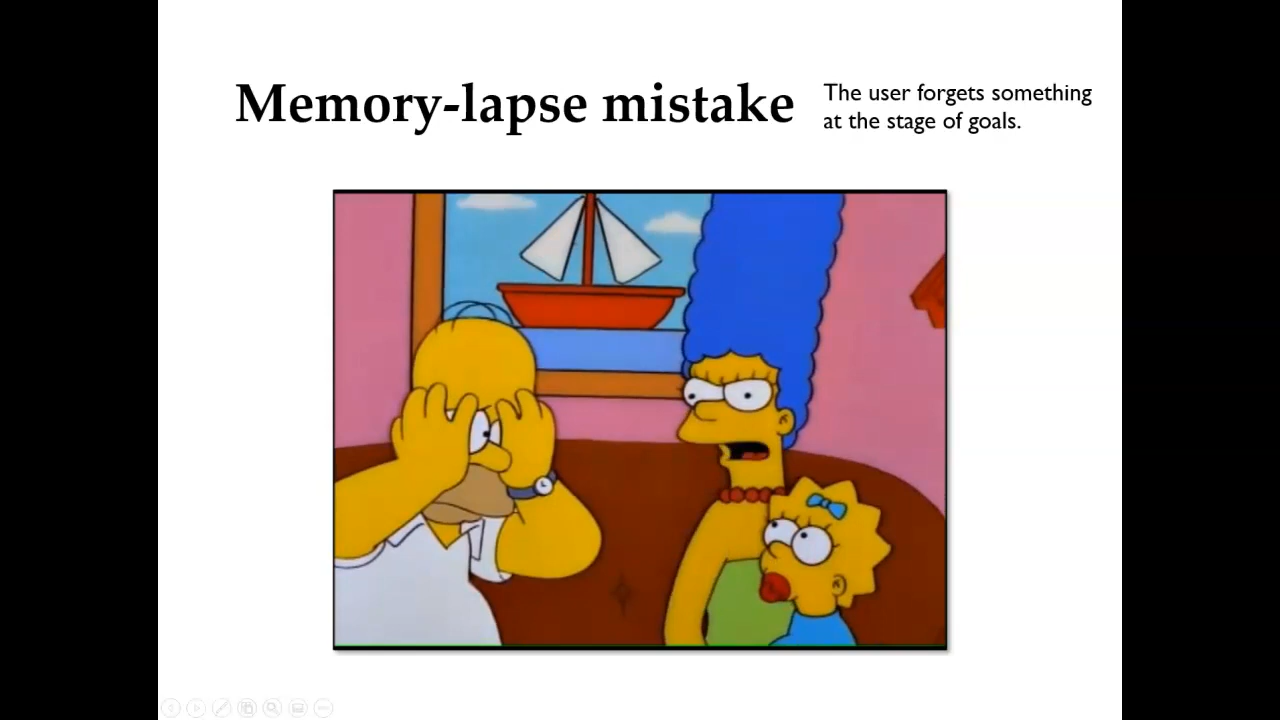 Memory-lapse mistake
The user forgets something
at the stage of goals.